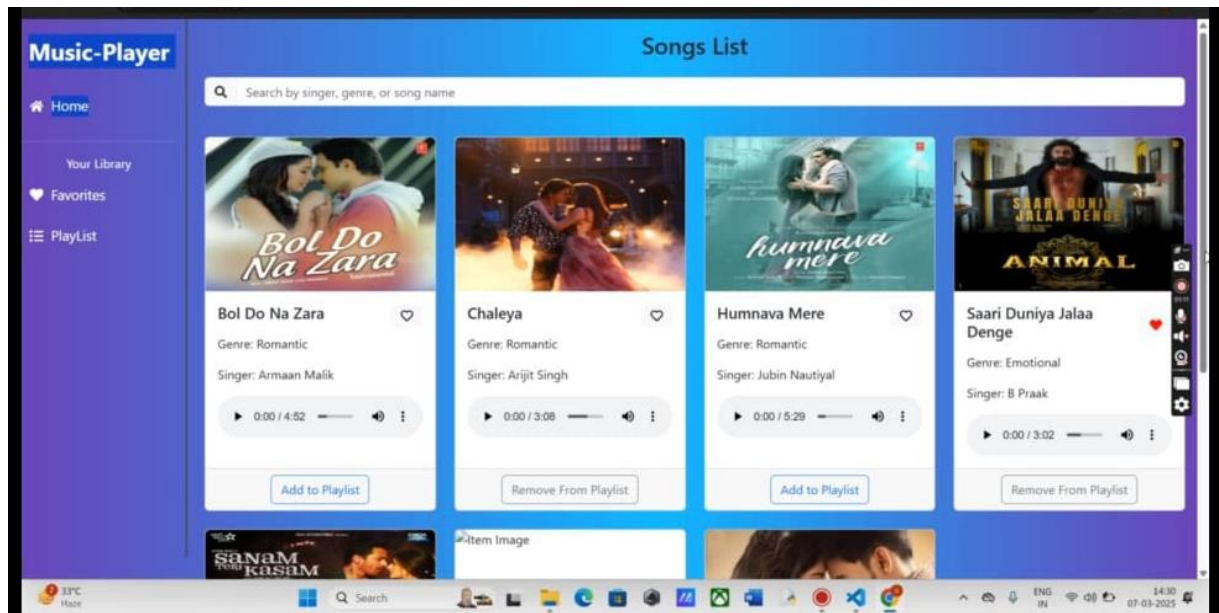 Music-Player
Home
Your Library
Favorites
PlayList
Songs List
Search by singer, genre, or song name
Bol Do
Na Zara
humnava
mere
SAARI DUNIYA
JALAA DENGE
ANIMAL
Bol Do Na Zara
Genre: Romantic
Singer: Armaan Malik
0:00 / 4:52
Add to Playlist
Chaleya
Genre: Romantic
Singer: Arijit Singh
0:00 / 3:08
Remove From Playlist
Humnava Mere
Genre: Romantic
Singer: Jubin Nautiyal
0:00 / 5:29
Add to Playlist
Saari Duniya Jalaa
Denge
Genre: Emotional
Singer: B Praak
0:00 / 3:02
Remove From Playlist
SANAM
TERI KASAM
Item Image
33°C
Haze
Search
ENG
IN
14:30
07-03-2025